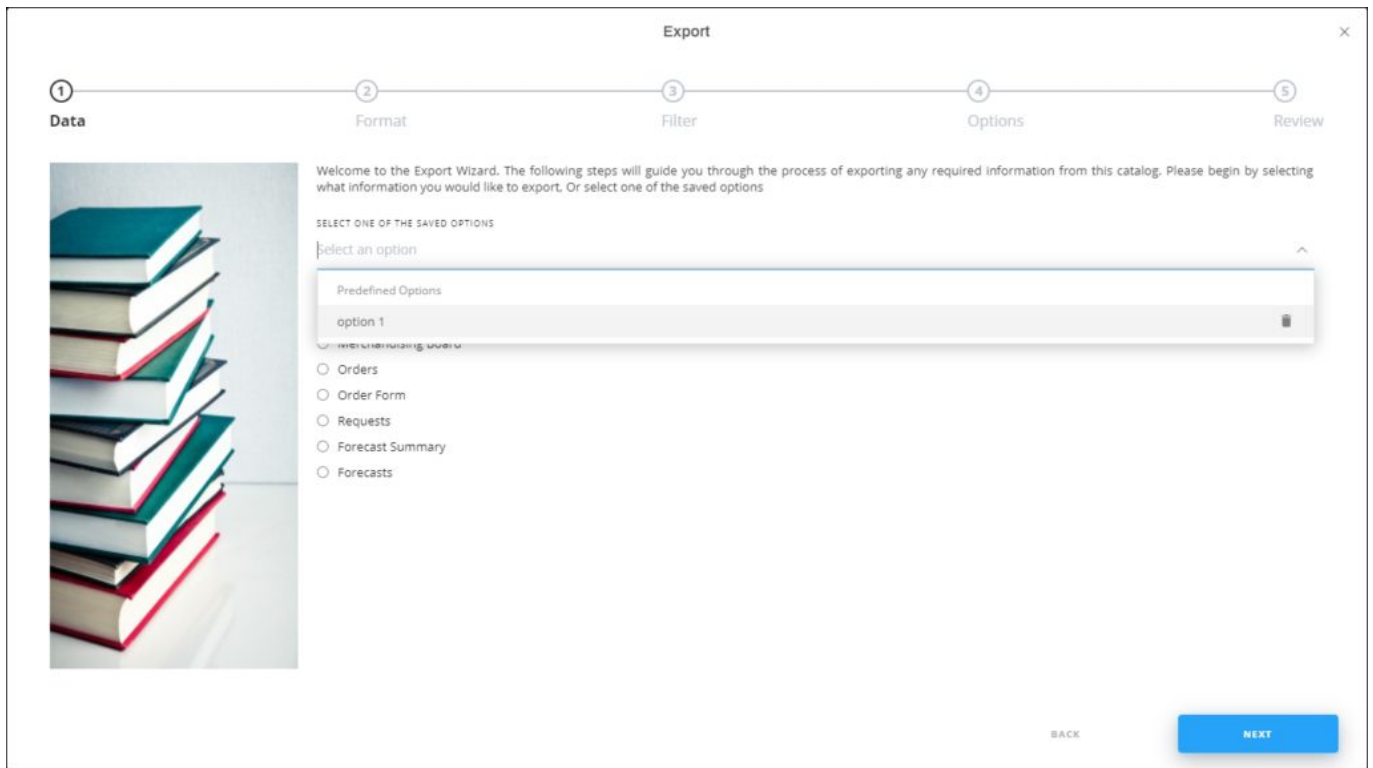 Export
1
2
3
4
5
Data
Format
Filter
Options
Review
Welcome to the Export Wizard. The following steps will guide you through the process of exporting any required information from this catalog. Please begin by selecting
what information you would like to export. Or select one of the saved options
SELECT ONE OF THE SAVED OPTIONS
Select an option
Predefined Options
option 1
Merchandising Board
Orders
Order Form
Requests
Forecast Summary
Forecasts
BACK
NEXT